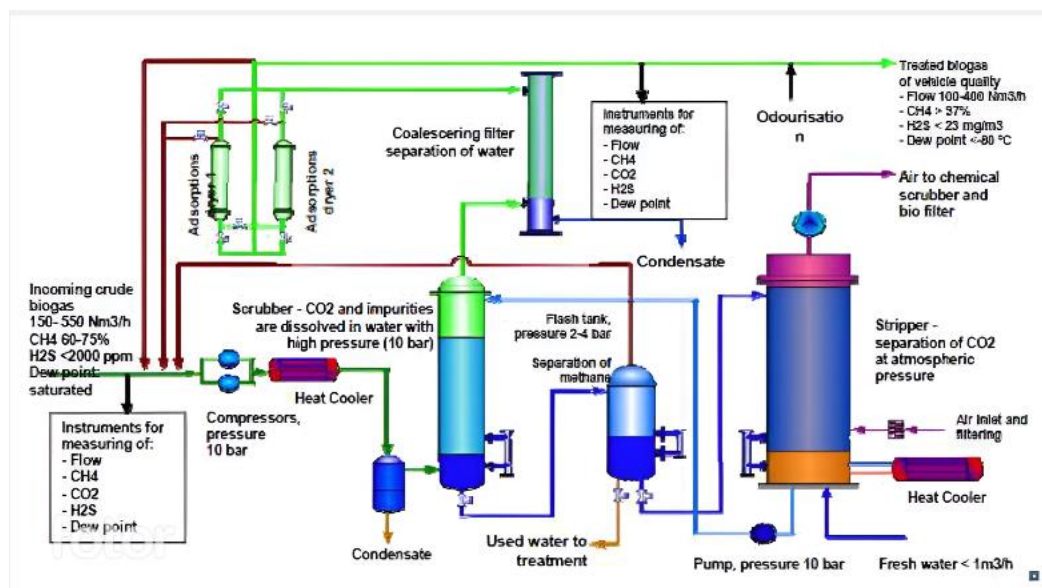 Treated biogas
of vehicle quality
- Flow 100-400 Nm3/h
- CH4 > 97%
- H2S < 23 mg/m3
- Dew point <-80 °C
Coalescering filter
separation of water
Instruments for
measuring of:
- Flow
- CH4
- CO2
- H2S
- Dew point
Odourisatio
n
Adsorptions
dryer 1
Adsorptions
dryer 2
Air to chemical
scrubber and
bio filter
Condensate
Incoming crude
biogas
150- 550 Nm3/h
CH4 60-75%
H2S <2000 ppm
Dew point:
saturated
Scrubber - CO2 and impurities
are dissolved in water with
high pressure (10 bar)
Flash tank,
pressure 2-4 bar
Separation of
methane
Stripper -
separation of CO2
at atmospheric
pressure
Heat Cooler
Compressors,
pressure
10 bar
Air inlet and
filtering
Instruments for
measuring of:
- Flow
- CH4
- CO2
- H2S
- Dew point
Heat Cooler
Condensate
Used water to
treatment
Pump, pressure 10 bar
Fresh water < 1m3/h